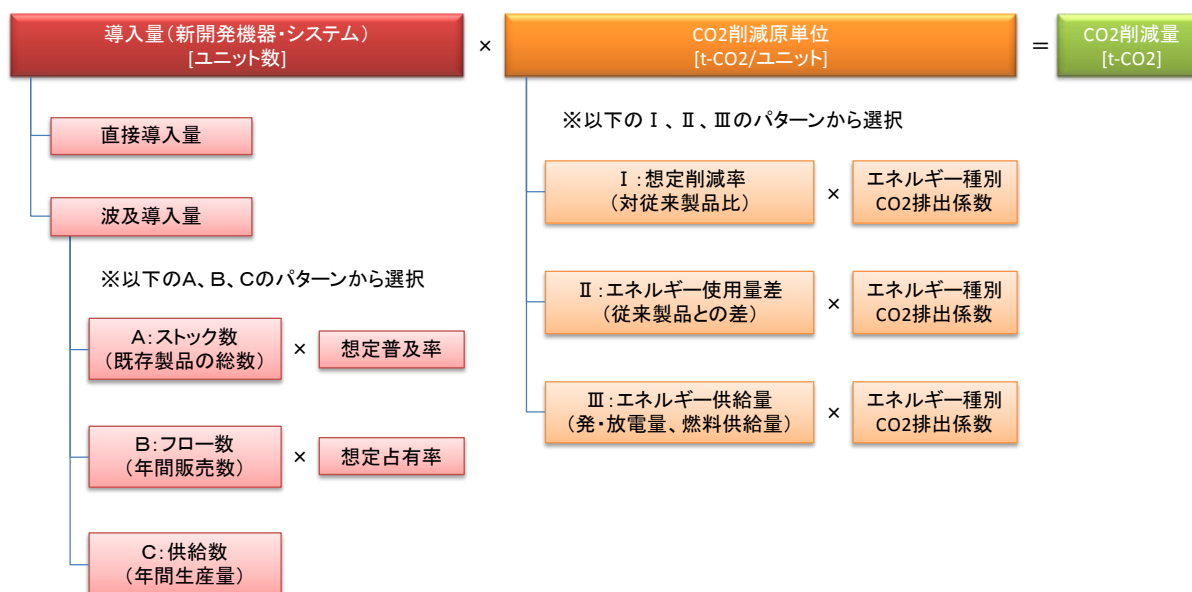 導入量(新開発機器・システム)
[ユニット数]
×
CO2削減原単位
[t-CO2/ユニット]
=
CO2削減量
[t-CO2]
直接導入量
波及導入量
※以下のA、B、Cのパターンから選択
A:ストック数
(既存製品の総数)
×
想定普及率
B:フロー数
(年間販売数)
×
想定占有率
C:供給数
(年間生産量)
※以下のⅠ、Ⅱ、Ⅲのパターンから選択
Ⅰ:想定削減率
(対従来製品比)
×
エネルギー種別
CO2排出係数
Ⅱ:エネルギー使用量差
(従来製品との差)
×
エネルギー種別
CO2排出係数
Ⅲ:エネルギー供給量
(発・放電量、燃料供給量)
×
エネルギー種別
CO2排出係数